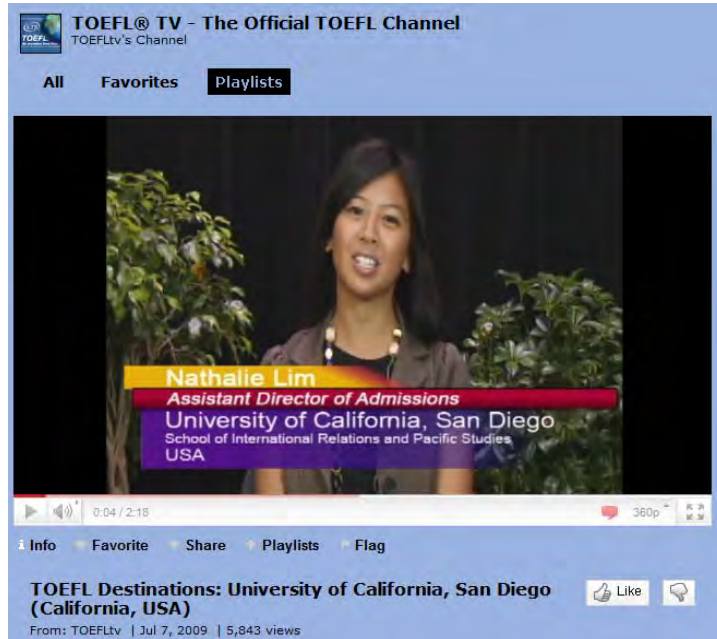 TOEFL® TV - The Official TOEFL Channel
TOEFLtv's Channel
All Favorites Playlists
Nathalie Lim
Assistant Director of Admissions
University of California, San Diego
School of International Relations and Pacific Studies
USA
0:04 / 2:18 360p
Info Favorite Share Playlists Flag
TOEFL Destinations: University of California, San Diego
(California, USA)
Like
From: TOEFLtv | Jul 7, 2009 | 5,843 views